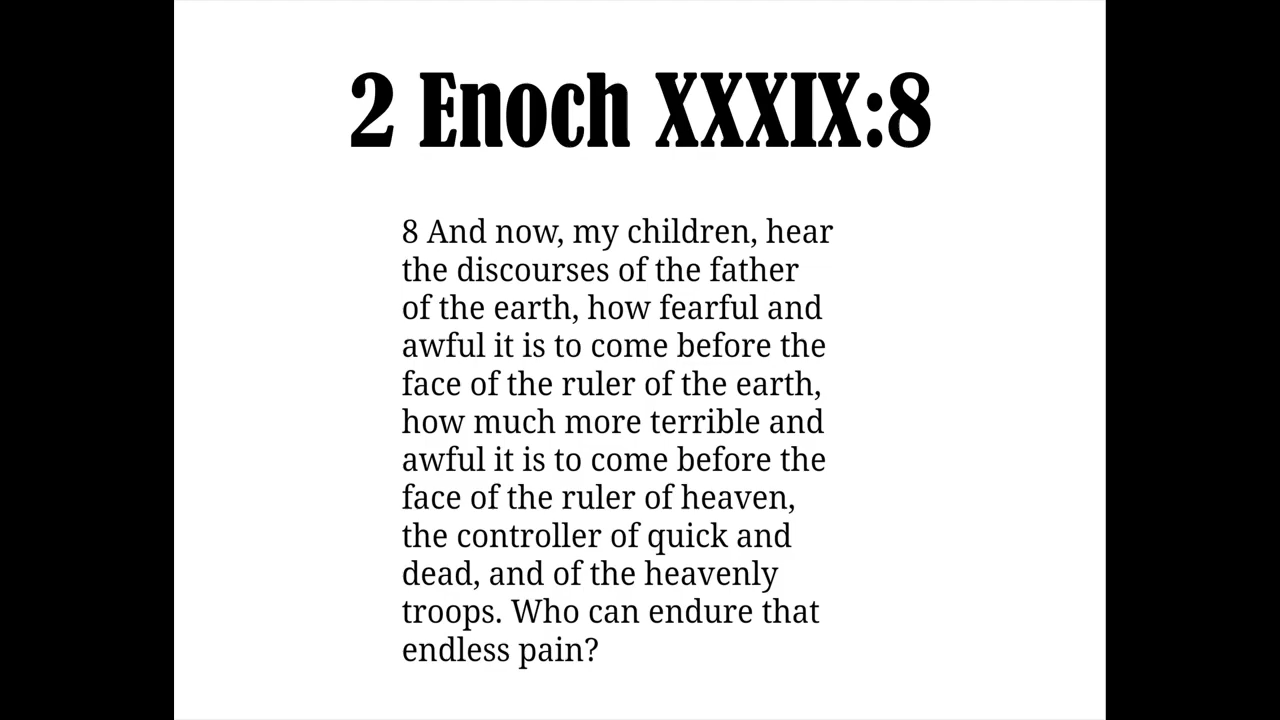 2 Enoch XXXIX:8
8 And now, my children, hear
the discourses of the father
of the earth, how fearful and
awful it is to come before the
face of the ruler of the earth,
how much more terrible and
awful it is to come before the
face of the ruler of heaven,
the controller of quick and
dead, and of the heavenly
troops. Who can endure that
endless pain?